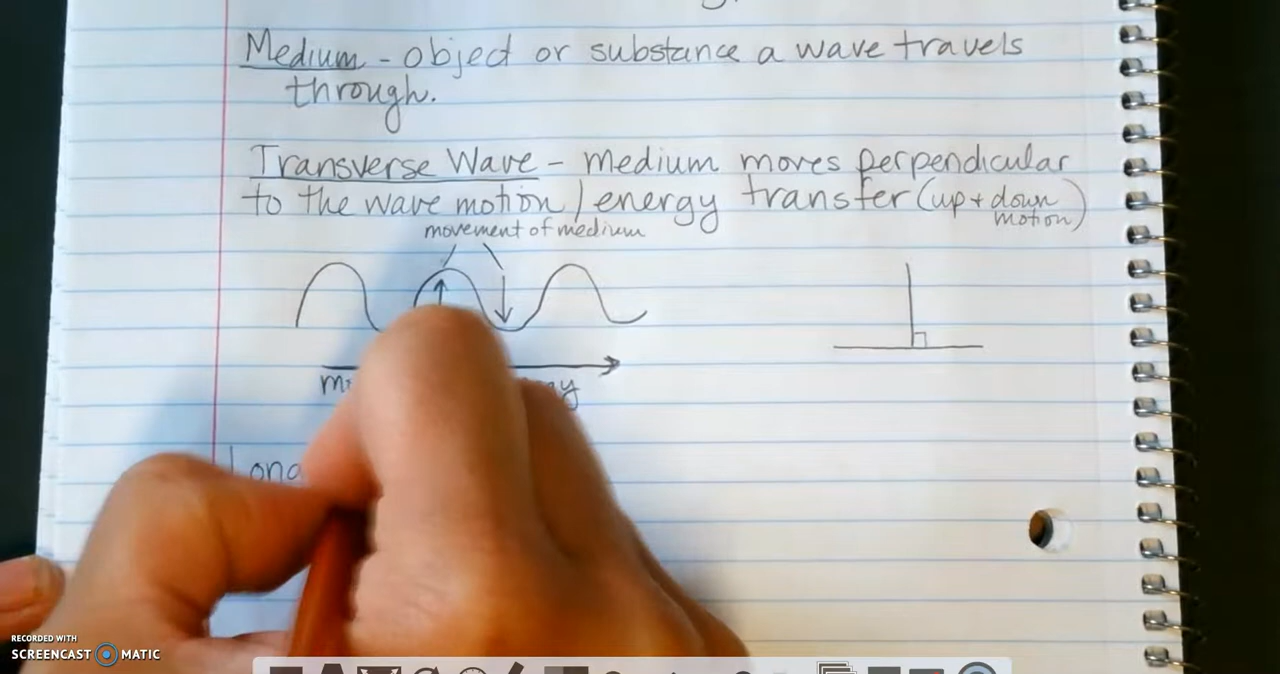 Medium - object or substance a wave travels
through.
Transverse Wave - Medium moves perpendicular
to the wave motion / energy transfer (up + down
motion)
movement of medium
RECORDED WITH
SCREENCAST MATIC